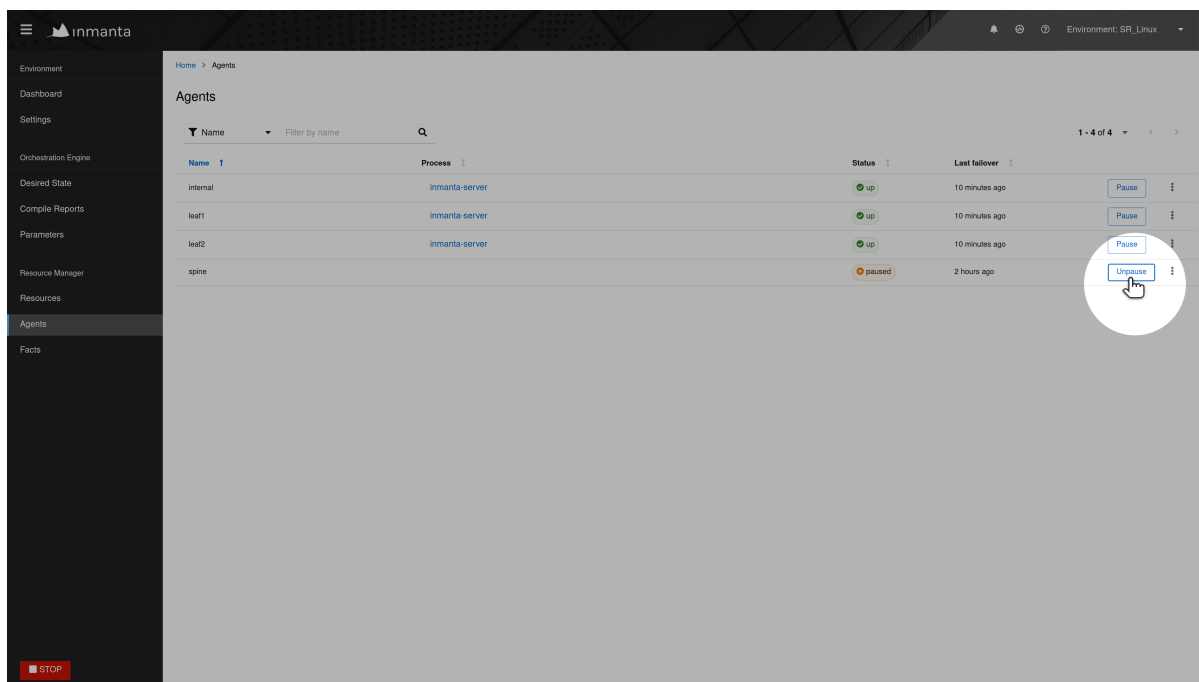 inmanta
Environment: SR_Linux
Environment
Dashboard
Settings
Orchestration Engine
Desired State
Compile Reports
Parameters
Resource Manager
Resources
Agents
Facts
STOP
Home > Agents
Agents
Name Filter by name 1 - 4 of 4
Name Process Status Last failover
internal inmanta-server up 10 minutes ago Pause
leaf1 inmanta-server up 10 minutes ago Pause
leaf2 inmanta-server up 10 minutes ago Pause
spine paused 2 hours ago Unpause